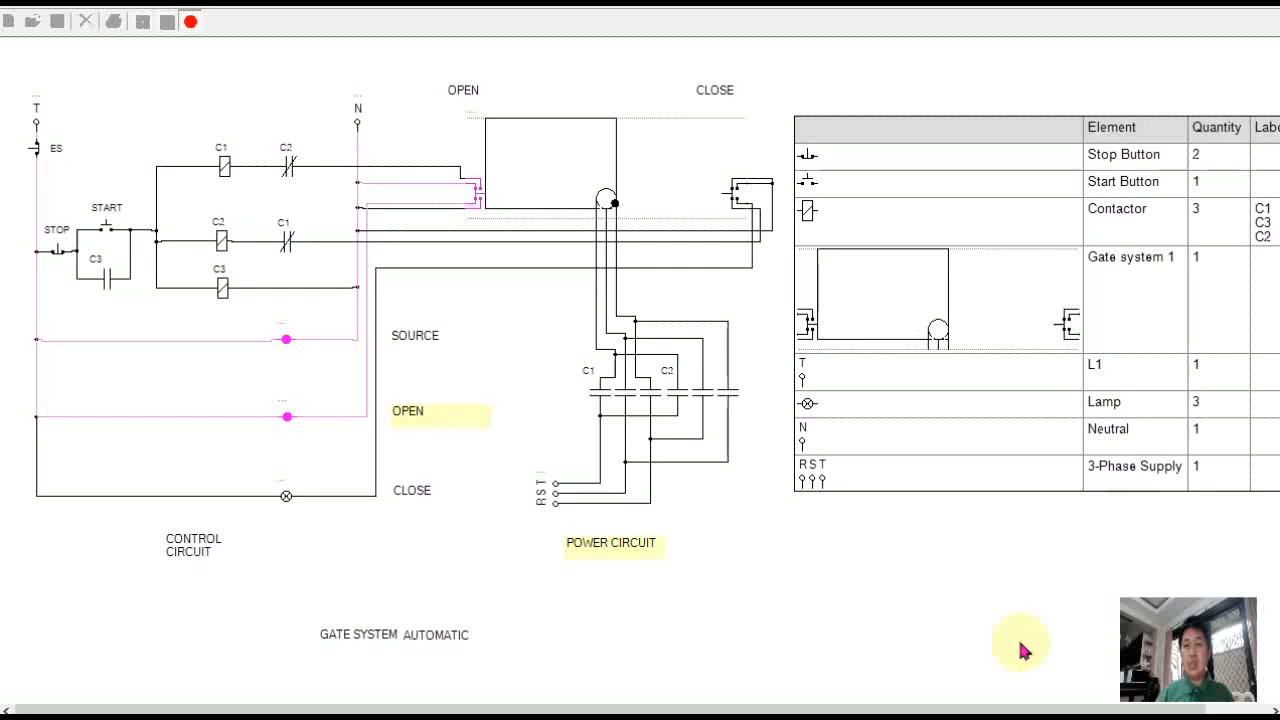 OPEN
CLOSE
T
N
ES
C1
C2
START
STOP
C2
C1
C3
C3
SOURCE
OPEN
CLOSE
C1
C2
R S T
CONTROL
CIRCUIT
POWER CIRCUIT
GATE SYSTEM AUTOMATIC
Element Quantity Labe
Stop Button 2
Start Button 1
Contactor 3 C1
C3
C2
Gate system 1 1
T L1 1
Lamp 3
N Neutral 1
R S T 3-Phase Supply 1